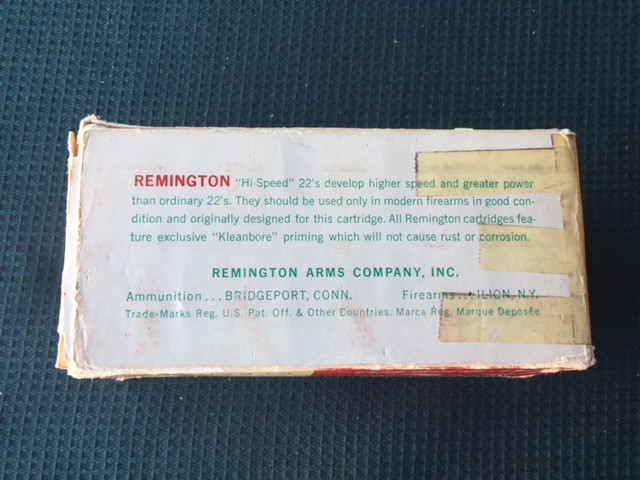 REMINGTON "Hi-Speed" 22's develop higher speed and greater power
than ordinary 22's. They should be used only in modern firearms in good con-
dition and originally designed for this cartridge. All Remington cartridges fea-
ture exclusive "Kleanbore" priming which will not cause rust or corrosion.
REMINGTON ARMS COMPANY, INC.
Ammunition... BRIDGEPORT, CONN. Firearms... ILION, N.Y.
Trade-Marks Reg. U.S. Pat. Off. & Other Countries. Marca Reg. Marque Deposée